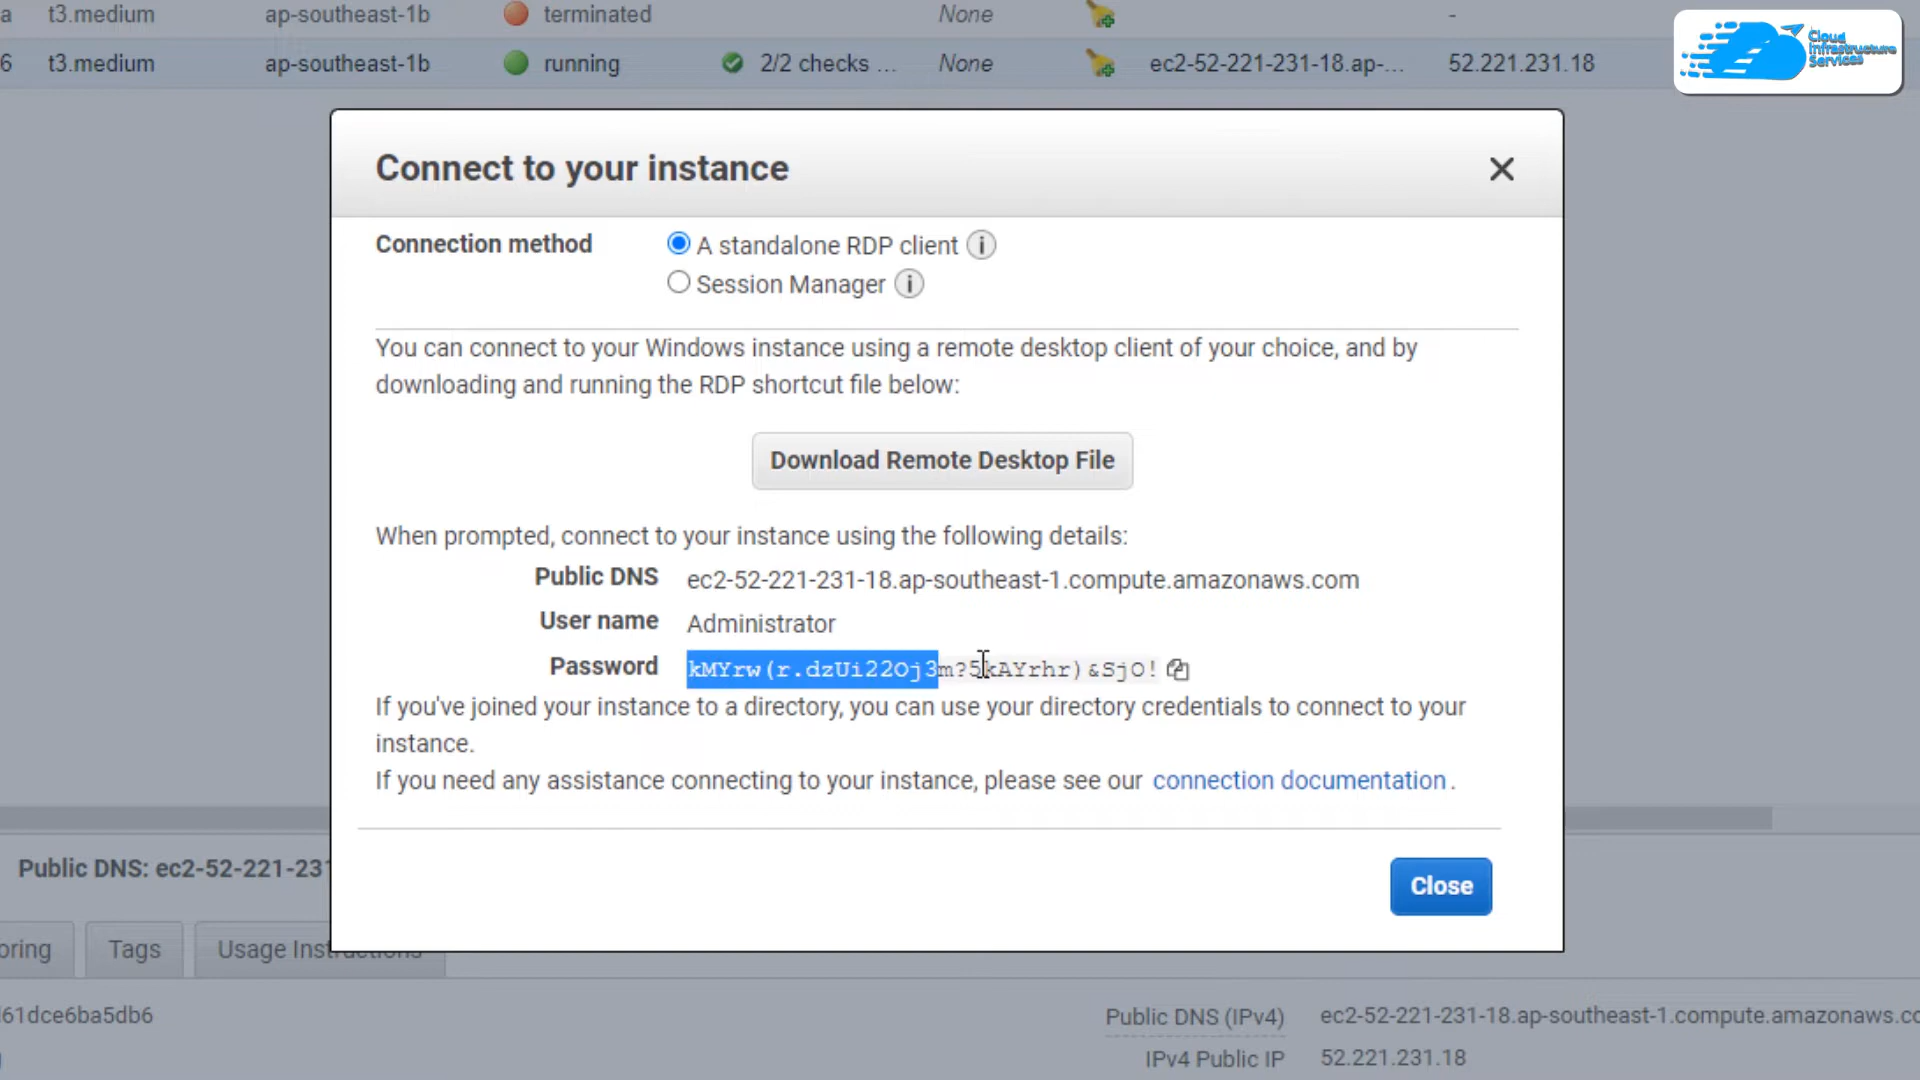 a t3.medium ap-southeast-1b terminated None -
6 t3.medium ap-southeast-1b running 2/2 checks ... None ec2-52-221-231-18.ap-... 52.221.231.18
Cloud
Infrastructure
Services
Connect to your instance
Connection method A standalone RDP client i
Session Manager i
You can connect to your Windows instance using a remote desktop client of your choice, and by
downloading and running the RDP shortcut file below:
Download Remote Desktop File
When prompted, connect to your instance using the following details:
Public DNS ec2-52-221-231-18.ap-southeast-1.compute.amazonaws.com
User name Administrator
Password kMYrw(r.dzUi22Oj3m?5kAYrhr)&SjO!
If you've joined your instance to a directory, you can use your directory credentials to connect to your
instance.
If you need any assistance connecting to your instance, please see our connection documentation.
Close
Public DNS: ec2-52-221-231
oring Tags Usage Instructions
61dce6ba5db6
Public DNS (IPv4) ec2-52-221-231-18.ap-southeast-1.compute.amazonaws.co
IPv4 Public IP 52.221.231.18